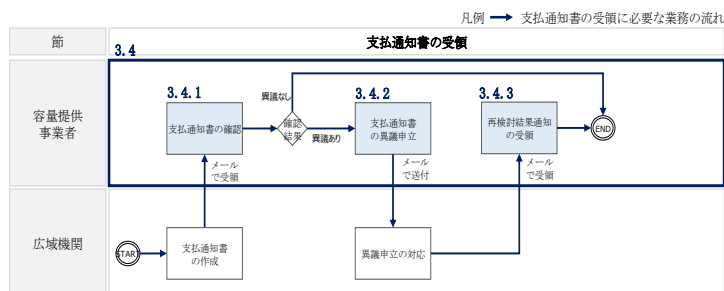 凡例 支払通知書の受領に必要な業務の流れ
節
支払通知書の受領
3.4
容量提供
事業者
3.4.1
支払通知書の確認
異議なし
確認
結果
異議あり
3.4.2
支払通知書
の異議申立
3.4.3
再検討結果通知
の受領
END
メール
で受領
メール
で送付
メール
で受領
広域機関
START
支払通知書
の作成
異議申立の対応